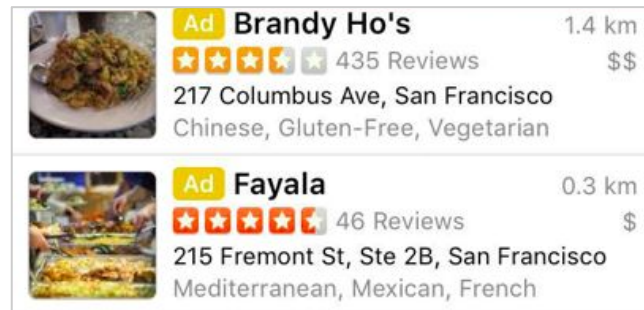 Ad Brandy Ho's 1.4 km
435 Reviews $$
217 Columbus Ave, San Francisco
Chinese, Gluten-Free, Vegetarian
Ad Fayala 0.3 km
46 Reviews $
215 Fremont St, Ste 2B, San Francisco
Mediterranean, Mexican, French